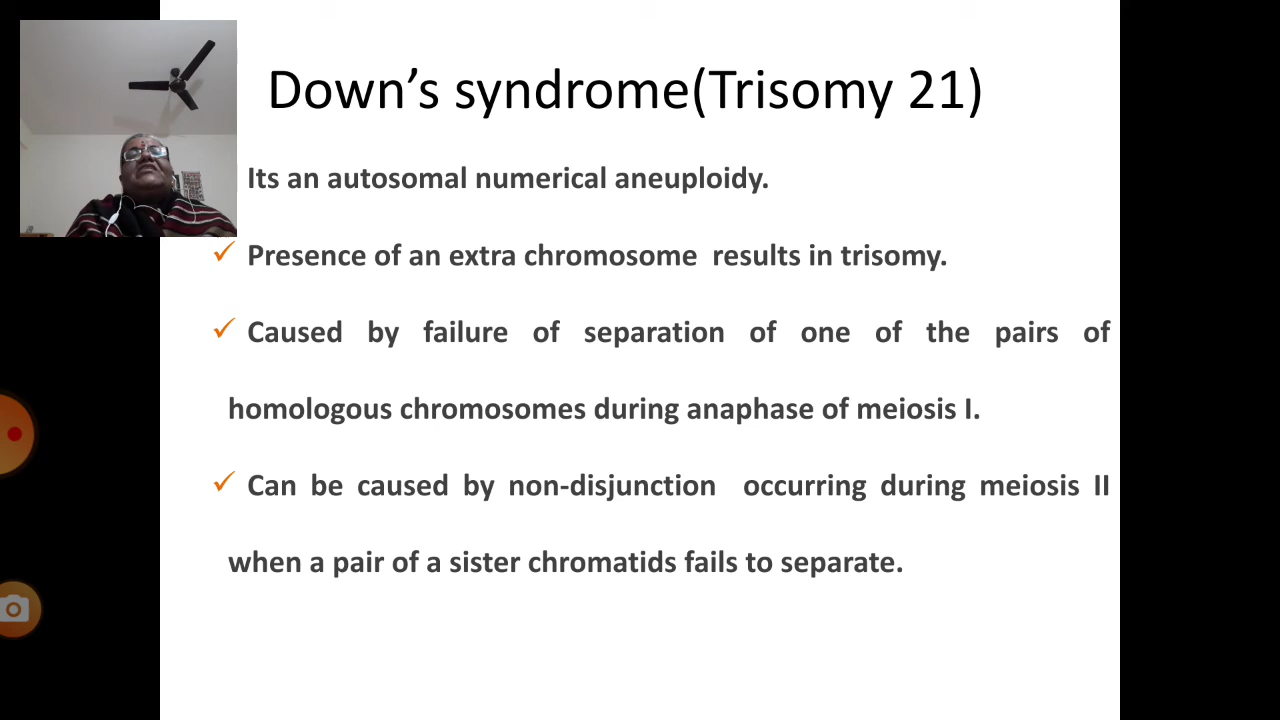 Down’s syndrome(Trisomy 21)
Its an autosomal numerical aneuploidy.
Presence of an extra chromosome results in trisomy.
Caused by failure of separation of one of the pairs of
homologous chromosomes during anaphase of meiosis I.
Can be caused by non-disjunction occurring during meiosis II
when a pair of a sister chromatids fails to separate.